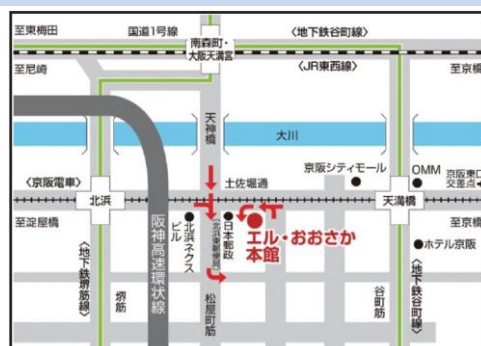 至東梅田
国道1号線
南森町・
大阪天満宮
〈地下鉄谷町線〉
至尼崎
〈JR東西線〉
至京橋
天神橋
大川
〈京阪電車〉
北浜
土佐堀通
京阪シティモール
OMM
京阪東口
交差点
天満橋
至淀屋橋
阪神高速環状線
北浜ネクス
ビル
日本郵政
(北浜東郵便局)
エル・おおさか
本館
至京橋
ホテル京阪
〈地下鉄堺筋線〉
堺筋
松屋町筋
谷町筋
〈地下鉄谷町線〉